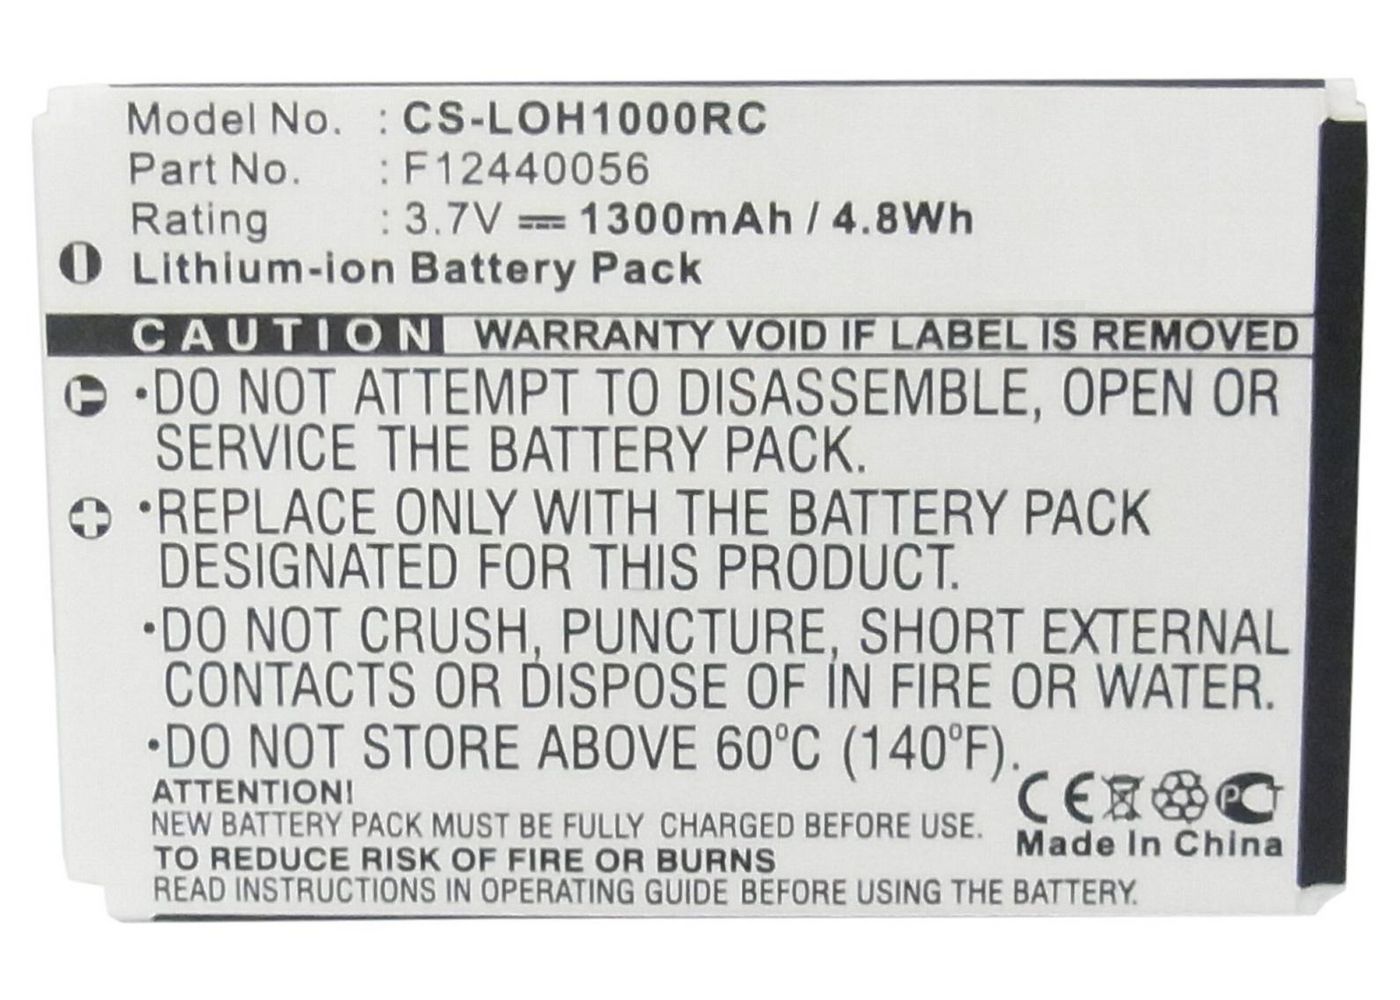 Model No. : CS-LOH1000RC
Part No. : F12440056
Rating : 3.7V ⎓ 1300mAh / 4.8Wh
Lithium-ion Battery Pack
CAUTION WARRANTY VOID IF LABEL IS REMOVED
•DO NOT ATTEMPT TO DISASSEMBLE, OPEN OR
SERVICE THE BATTERY PACK.
•REPLACE ONLY WITH THE BATTERY PACK
DESIGNATED FOR THIS PRODUCT.
•DO NOT CRUSH, PUNCTURE, SHORT EXTERNAL
CONTACTS OR DISPOSE OF IN FIRE OR WATER.
•DO NOT STORE ABOVE 60°C (140°F).
ATTENTION!
NEW BATTERY PACK MUST BE FULLY CHARGED BEFORE USE.
TO REDUCE RISK OF FIRE OR BURNS
READ INSTRUCTIONS IN OPERATING GUIDE BEFORE USING THE BATTERY.
CE PCT
Made In China